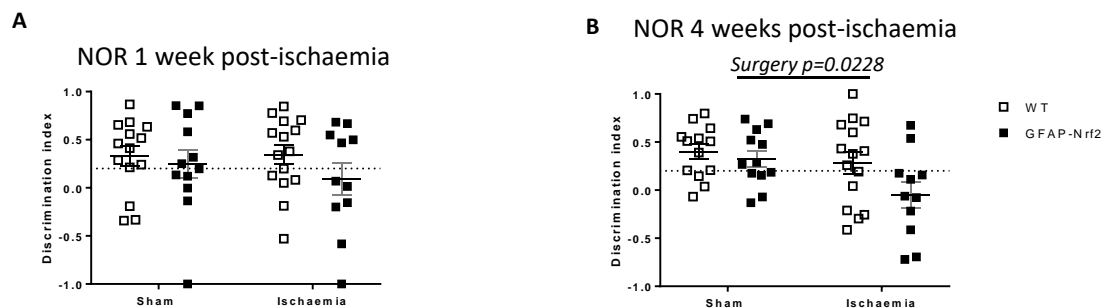 A
NOR 1 week post-ischaemia
Discrimination index
1.0
0.5
0.0
0.5
-1.0
Sham
Ischaemia
B
NOR 4 weeks post-ischaemia
Surgery p=0.0228
Discrimination index
1.0
0.5
0.0
0.5
-1.0
Sham
Ischaemia
WT
GFAP-Nrf2